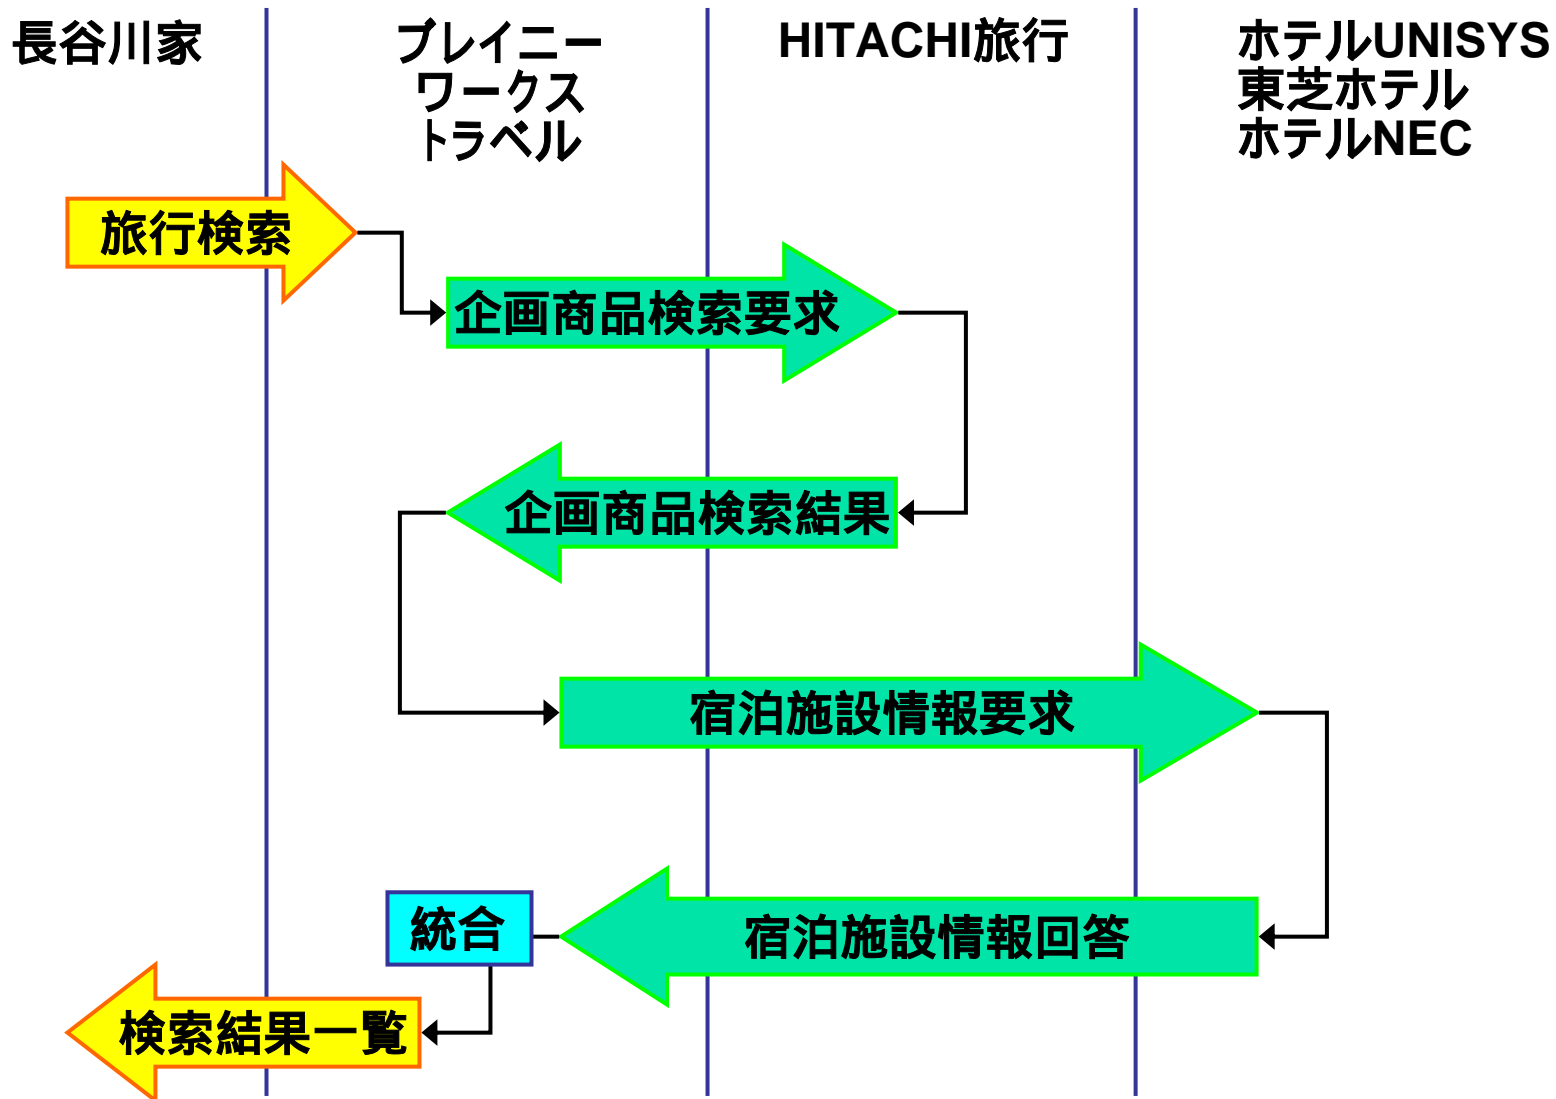 長谷川家
ブレイニー
ワークス
トラベル
HITACHI旅行
ホテルUNISYS
東芝ホテル
ホテルNEC
旅行検索
企画商品検索要求
企画商品検索結果
宿泊施設情報要求
宿泊施設情報回答
統合
検索結果一覧